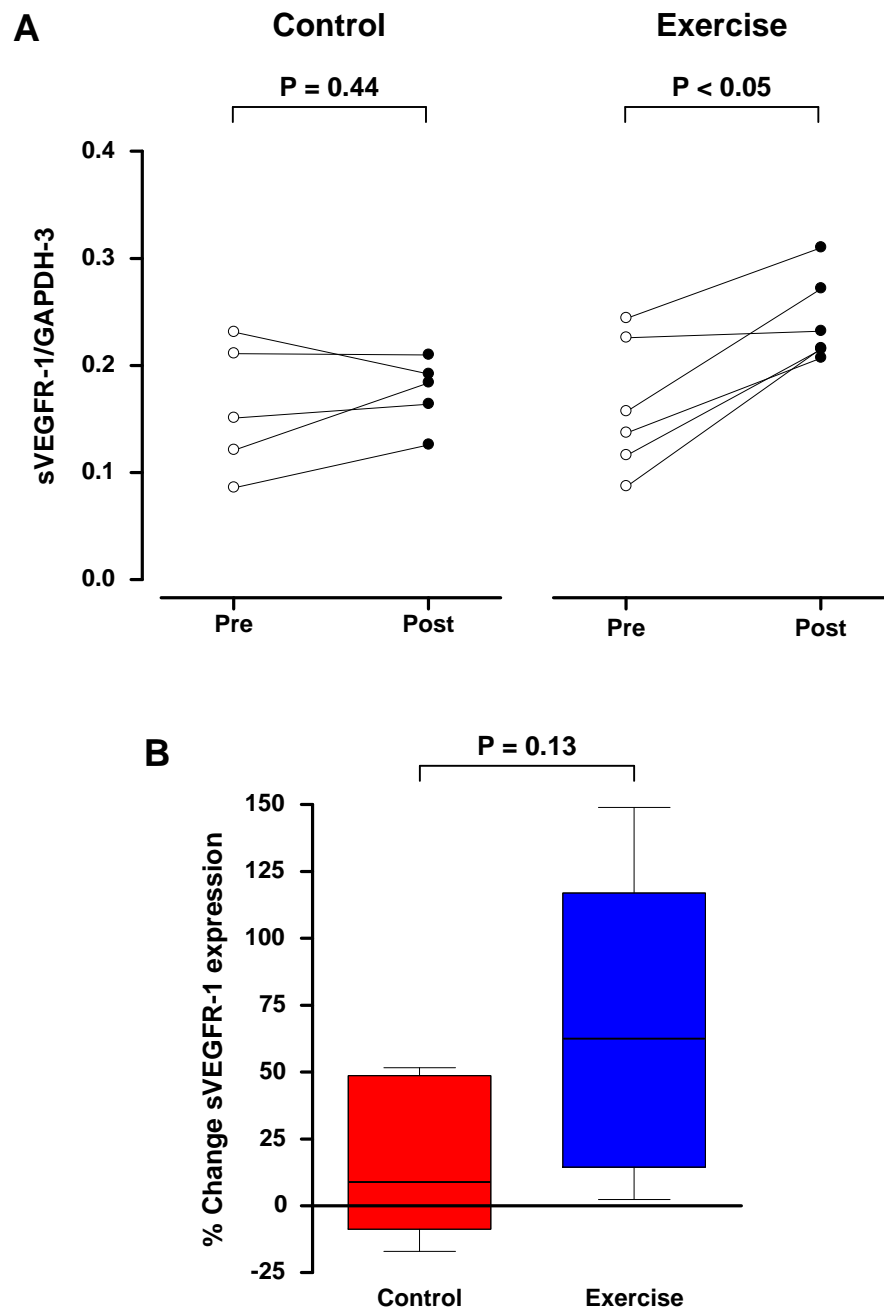 A
Control
Exercise
P = 0.44
P < 0.05
sVEGFR-1/GAPDH-3
0.4
0.3
0.2
0.1
0.0
Pre
Post
Pre
Post
B
P = 0.13
% Change sVEGFR-1 expression
150
125
100
75
50
25
0
-25
Control
Exercise